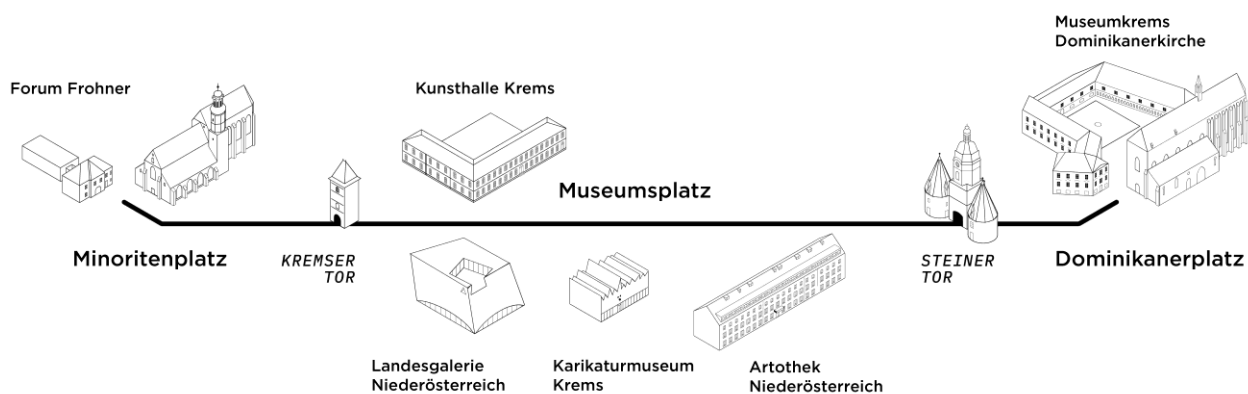 Museumkrems
Dominikanerkirche
Forum Frohner
Kunsthalle Krems
Museumsplatz
Minoritenplatz
KREMSER
TOR
STEINER
TOR
Dominikanerplatz
Landesgalerie
Niederösterreich
Karikaturmuseum
Krems
Artothek
Niederösterreich